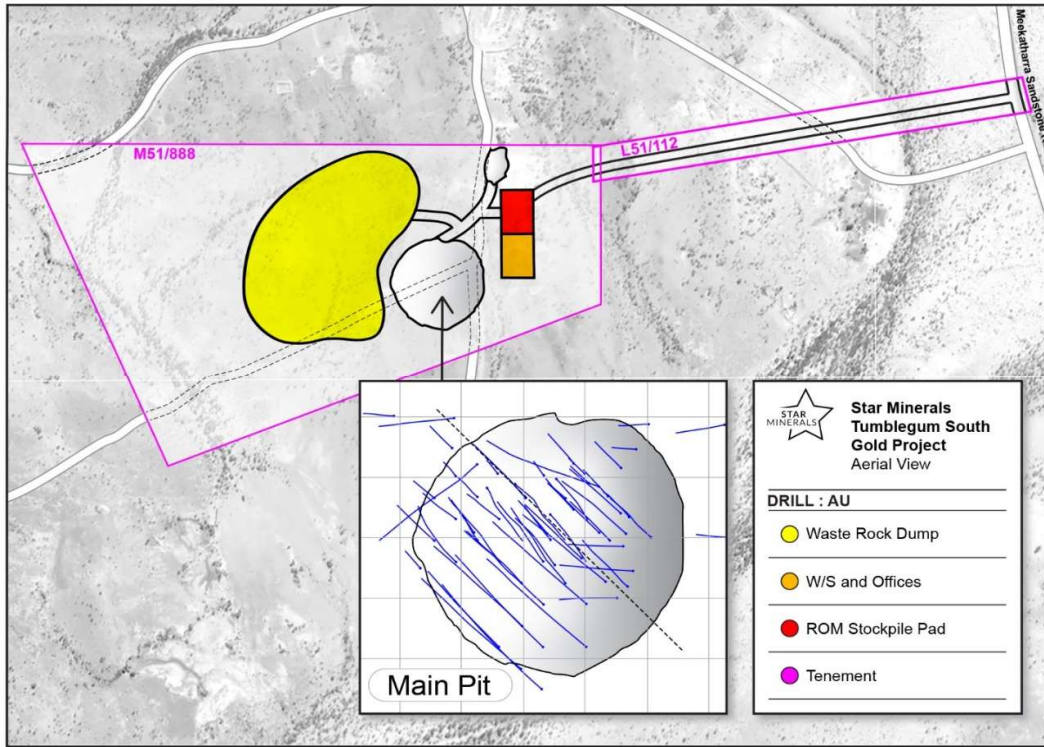 Meekatharra Sandstone
M51/888
L51/112
Main Pit
STAR
MINERALS
Star Minerals
Tumblegum South
Gold Project
Aerial View
DRILL : AU
Waste Rock Dump
W/S and Offices
ROM Stockpile Pad
Tenement